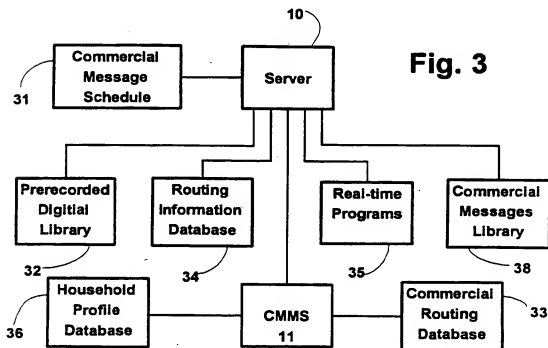 10
Commercial
Message
Schedule
31
Server
Fig. 3
Prerecorded
Digitial
Library
32
Routing
Information
Database
34
Real-time
Programs
35
Commercial
Messages
Library
38
Household
Profile
Database
36
CMMS
11
Commercial
Routing
Database
33